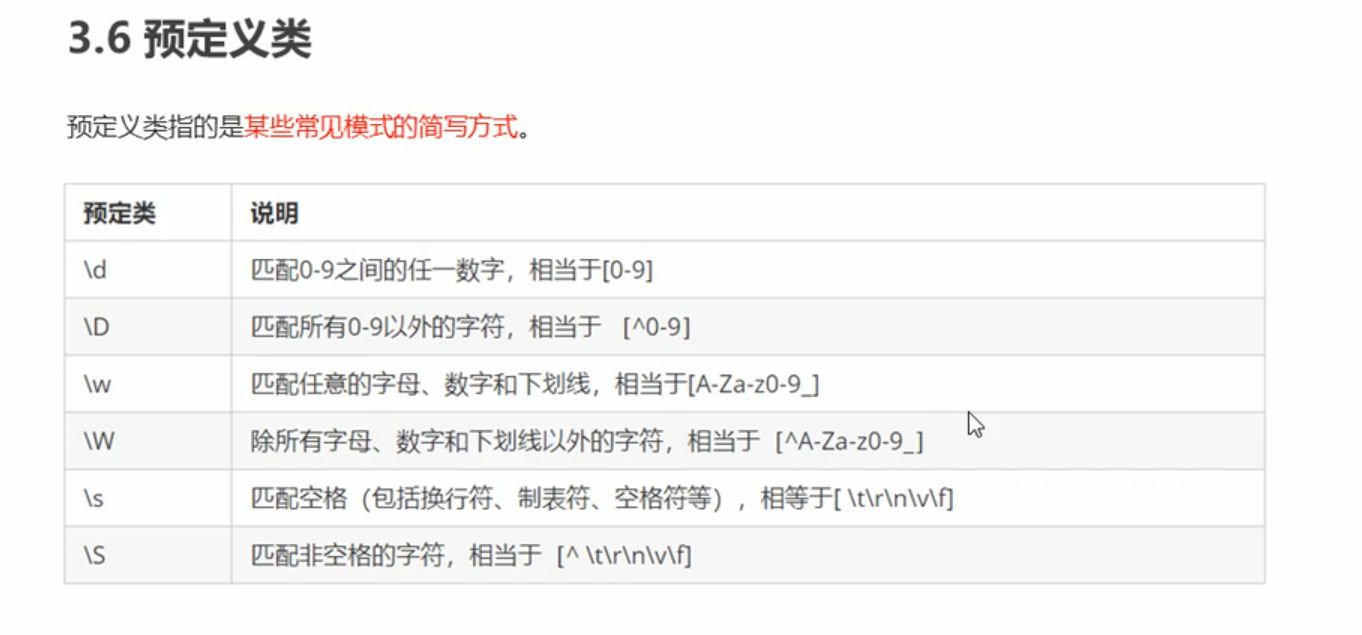 3.6 预定义类
预定义类指的是某些常见模式的简写方式。
预定类 说明
\d 匹配0-9之间的任一数字，相当于[0-9]
\D 匹配所有0-9以外的字符，相当于 [^0-9]
\w 匹配任意的字母、数字和下划线，相当于[A-Za-z0-9_]
\W 除所有字母、数字和下划线以外的字符，相当于 [^A-Za-z0-9_]
\s 匹配空格（包括换行符、制表符、空格符等），相等于[ \t\r\n\v\f]
\S 匹配非空格的字符，相当于 [^ \t\r\n\v\f]